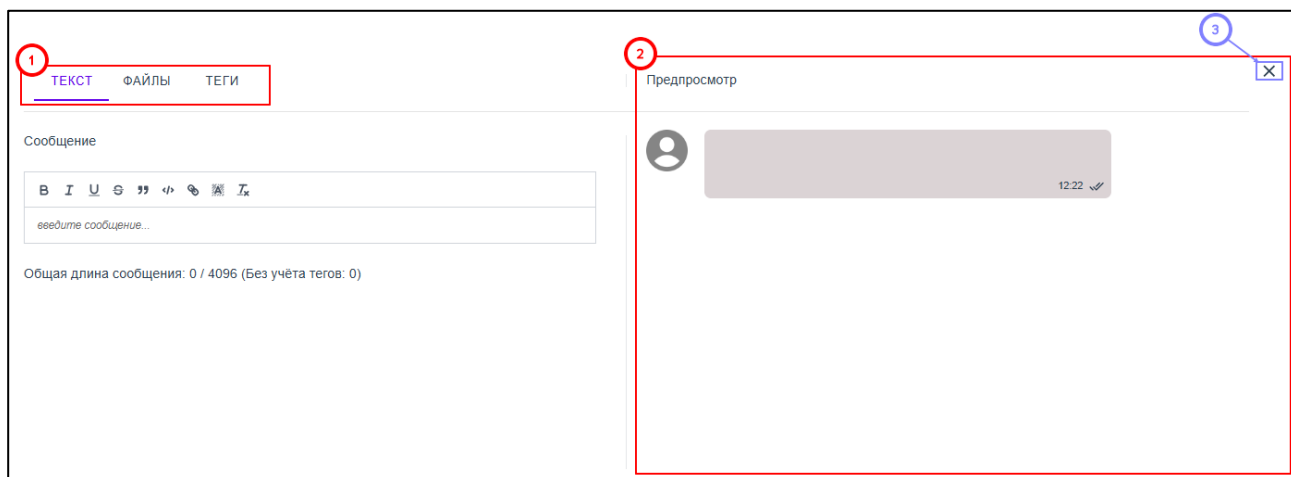 3
1
2
ТЕКСТ ФАЙЛЫ ТЕГИ
Предпросмотр
Сообщение
B I U S
введите сообщение...
12:22
Общая длина сообщения: 0 / 4096 (Без учёта тегов: 0)